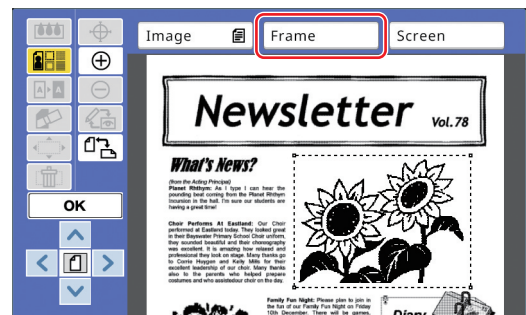 Image
Frame
Screen
A A
OK
Newsletter Vol.78
What's News?
(from the Acting Principal)
Planet Rhithym: As I type I can hear the
pounding beat coming from the Planet Rhithym
incursion in the hall. I'm sure our students are
having a great time!
Choir Performs At Eastland: Our Choir
performed at Eastland today. They looked great
in their Bayswater Primary School Choir uniform,
they sounded beautiful and their choreography
was excellent. It is amazing how relaxed and
professional they look on stage. Many thanks go
to Corrie Huygen and Kelly Mills for their
excellent leadership of our choir. Many thanks
also to the parents who helped prepare
costumes and who assistedour choir on the day.
Family Fun Night: Please plan to join in
the fun of our Family Fun Night on Friday
10th December. There will be games,
Diary